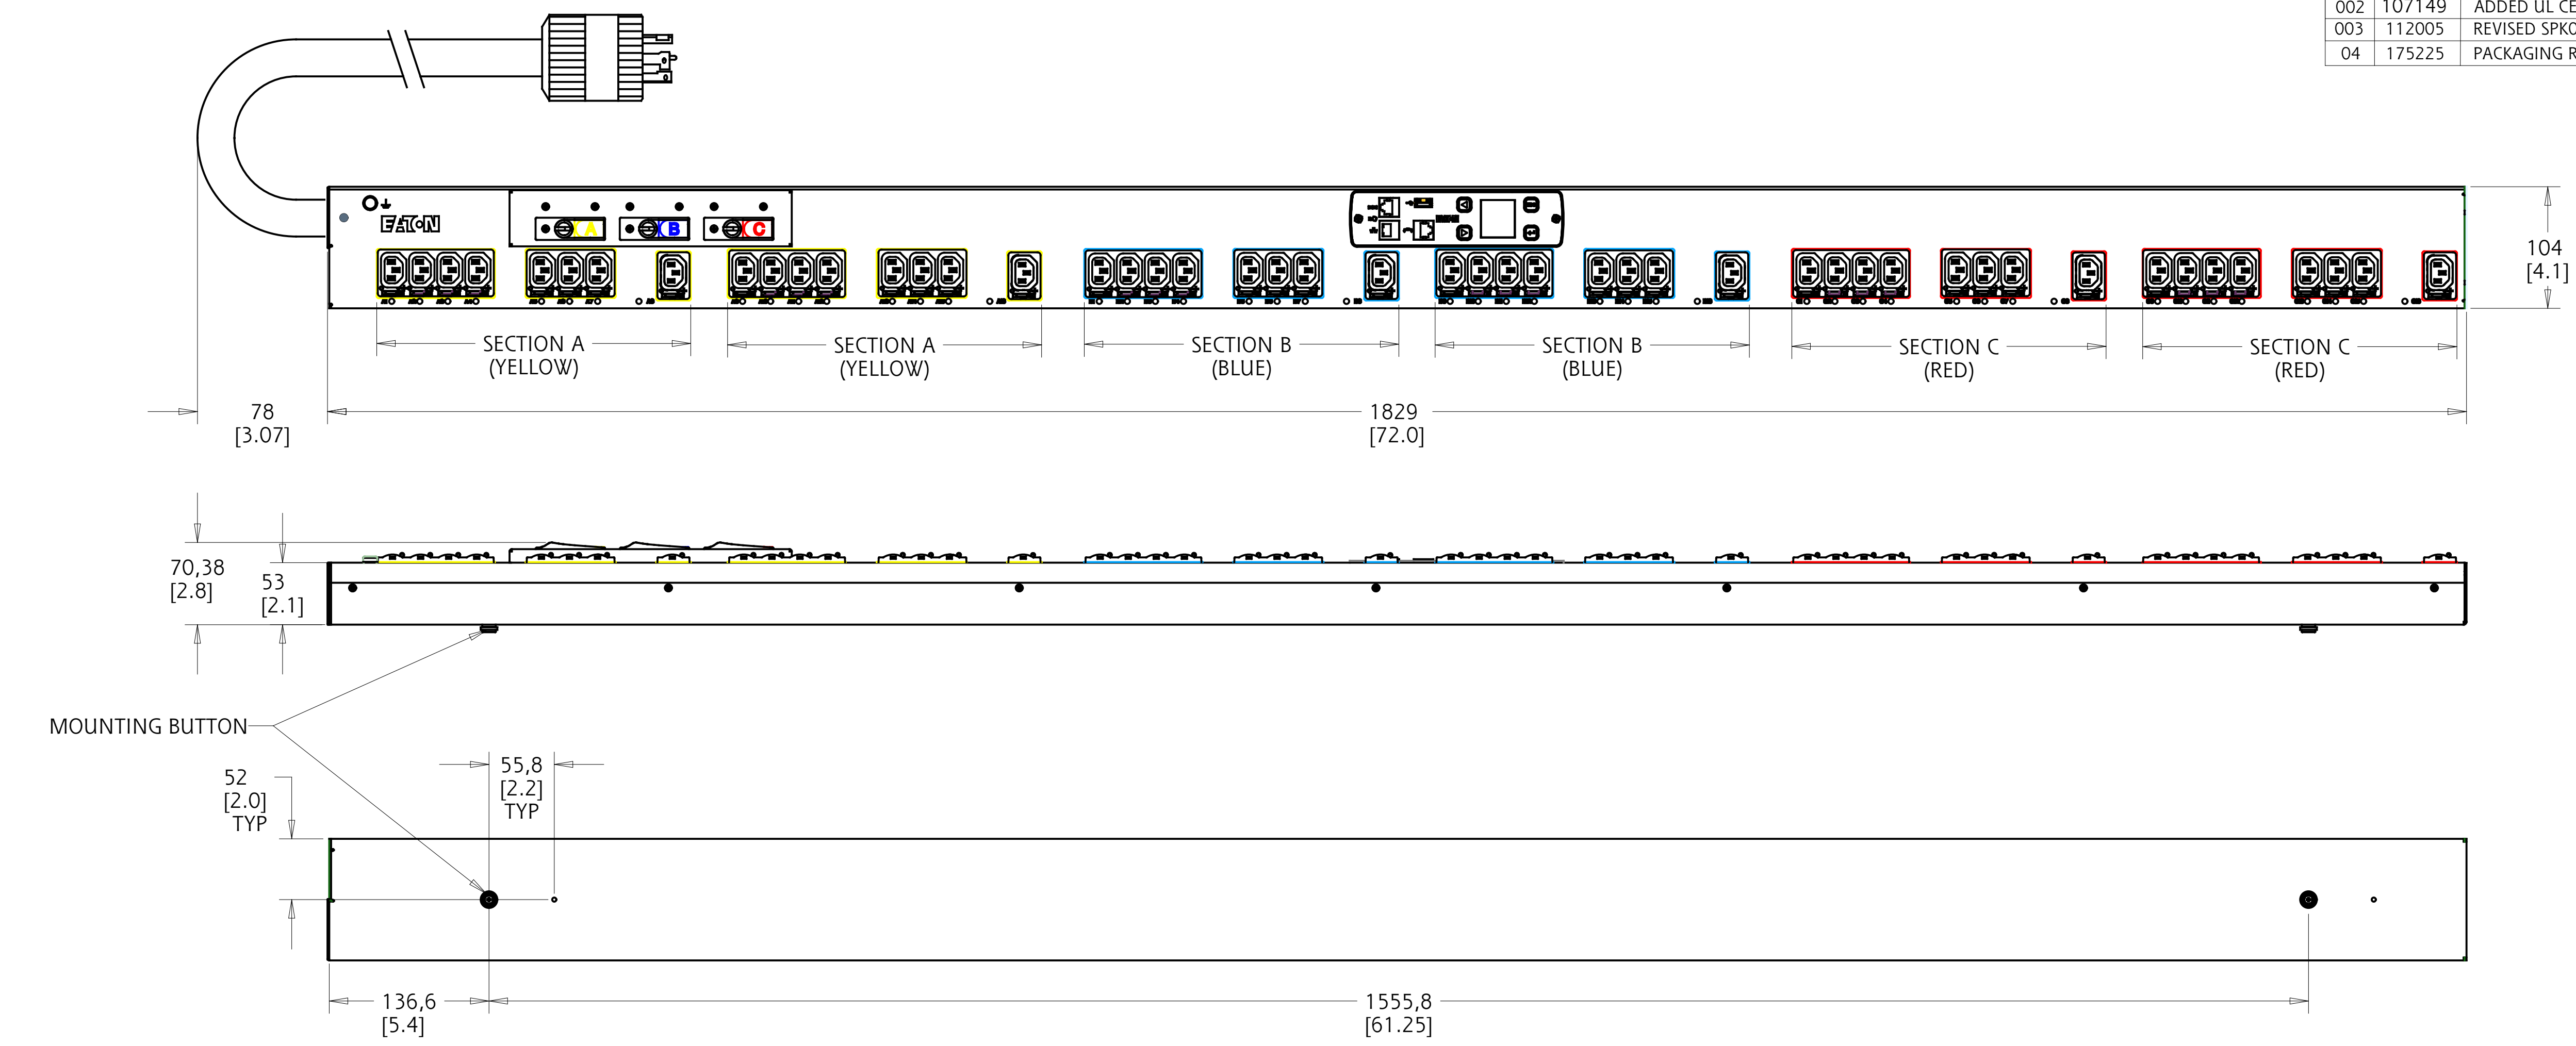 002 107149 ADDED UL CE
003 112005 REVISED SPK0
04 175225 PACKAGING R
EATON
A B C
104
[4.1]
SECTION A
(YELLOW)
SECTION A
(YELLOW)
SECTION B
(BLUE)
SECTION B
(BLUE)
SECTION C
(RED)
SECTION C
(RED)
78
[3.07]
1829
[72.0]
70,38
[2.8]
53
[2.1]
MOUNTING BUTTON
55,8
[2.2]
TYP
52
[2.0]
TYP
136,6
[5.4]
1555,8
[61.25]